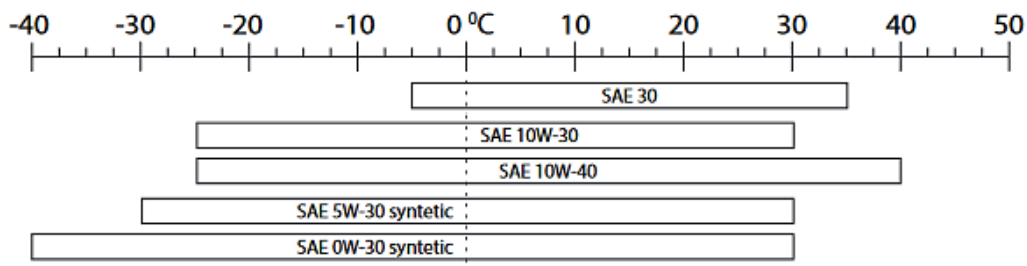 -40 -30 -20 -10 0 ⁰C 10 20 30 40 50
SAE 30
SAE 10W-30
SAE 10W-40
SAE 5W-30 syntetic
SAE 0W-30 syntetic